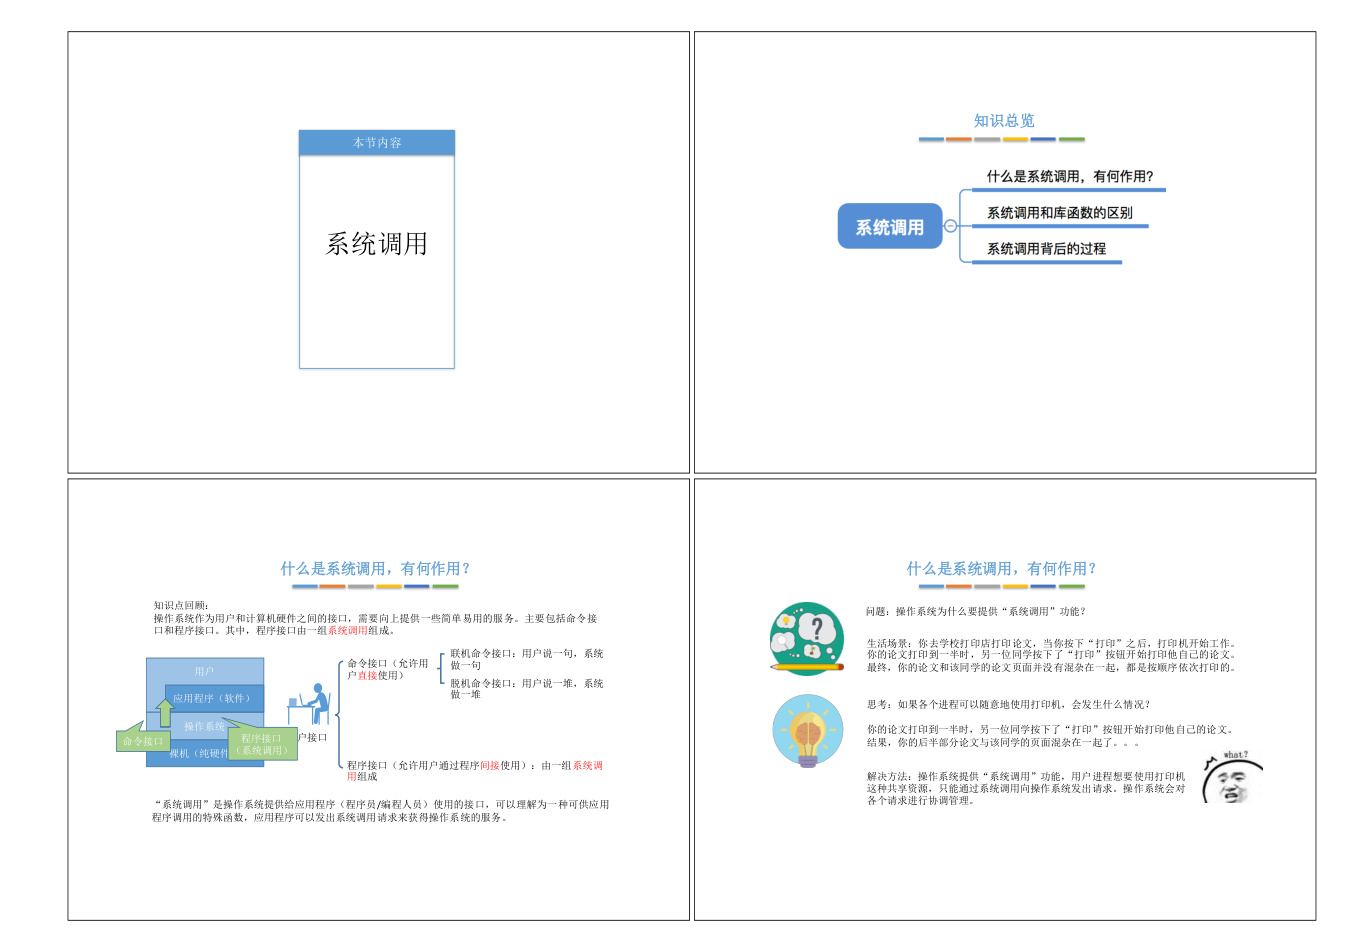 本节内容
系统调用
知识总览
系统调用
什么是系统调用，有何作用？
系统调用和库函数的区别
系统调用背后的过程
什么是系统调用，有何作用？
知识点回顾：
操作系统作为用户和计算机硬件之间的接口，需要向上提供一些简单易用的服务。主要包括命令接
口和程序接口。其中，程序接口由一组系统调用组成。
用户
应用程序（软件）
操作系统
裸机（纯硬件
命令接口
程序接口
（系统调用）
户接口
命令接口（允许用
户直接使用）
联机命令接口：用户说一句，系统
做一句
脱机命令接口：用户说一堆，系统
做一堆
程序接口（允许用户通过程序间接使用）：由一组系统调
用组成
“系统调用”是操作系统提供给应用程序（程序员/编程人员）使用的接口，可以理解为一种可供应用
程序调用的特殊函数，应用程序可以发出系统调用请求来获得操作系统的服务。
什么是系统调用，有何作用？
问题：操作系统为什么要提供“系统调用”功能？
生活场景：你去学校打印店打印论文，当你按下“打印”之后，打印机开始工作。
你的论文打印到一半时，另一位同学按下了“打印”按钮开始打印他自己的论文。
最终，你的论文和该同学的论文页面并没有混杂在一起，都是按顺序依次打印的。
思考：如果各个进程可以随意地使用打印机，会发生什么情况？
你的论文打印到一半时，另一位同学按下了“打印”按钮开始打印他自己的论文。
结果，你的后半部分论文与该同学的页面混杂在一起了。。。
解决方法：操作系统提供“系统调用”功能，用户进程想要使用打印机
这种共享资源，只能通过系统调用向操作系统发出请求。操作系统会对
各个请求进行协调管理。
what?